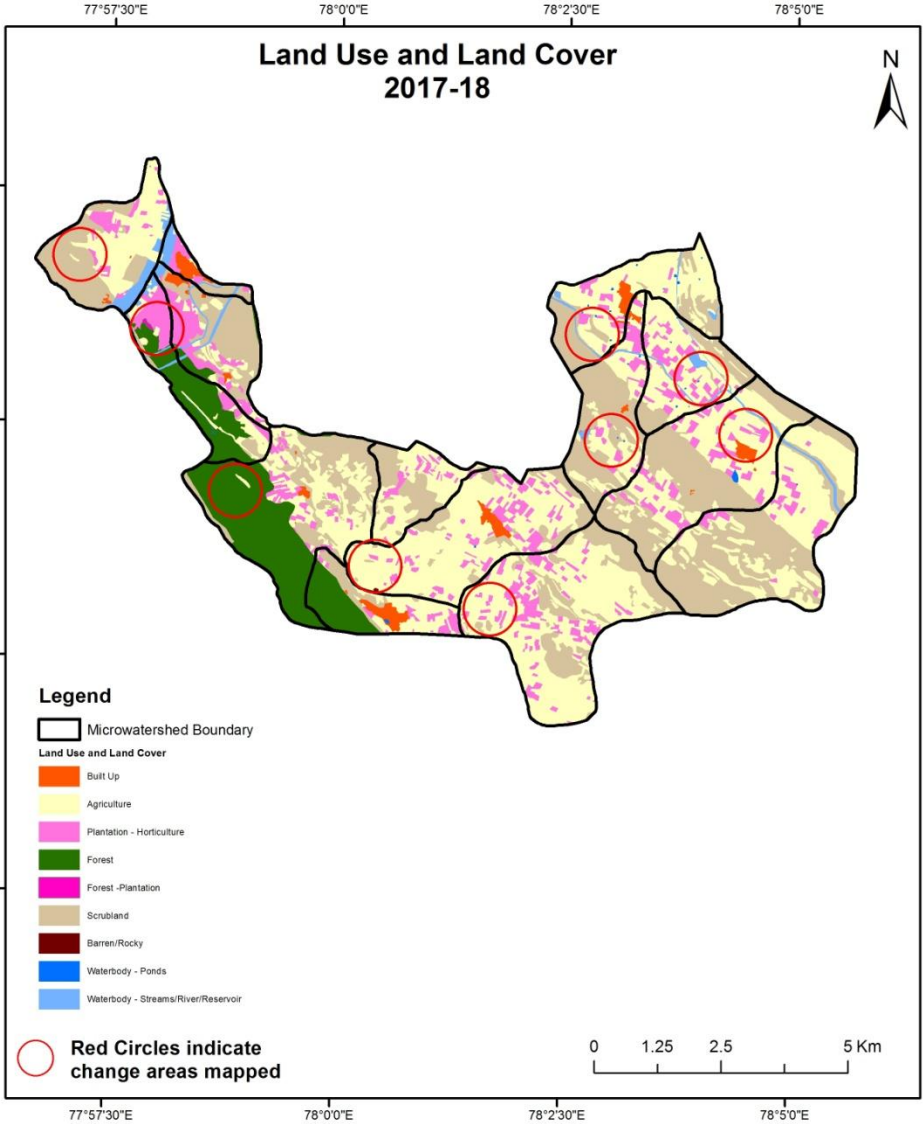 77°57'30"E 78°0'0"E 78°2'30"E 78°5'0"E
Land Use and Land Cover
2017-18
N
Legend
Microwatershed Boundary
Land Use and Land Cover
Built Up
Agriculture
Plantation - Horticulture
Forest
Forest -Plantation
Scrubland
Barren/Rocky
Waterbody - Ponds
Waterbody - Streams/River/Reservoir
Red Circles indicate
change areas mapped
0 1.25 2.5 5 Km
77°57'30"E 78°0'0"E 78°2'30"E 78°5'0"E